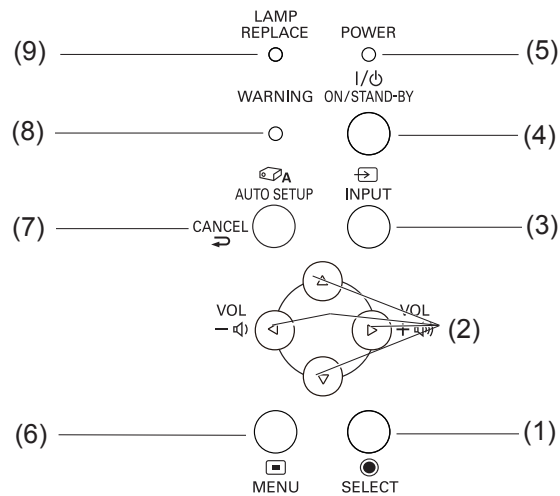 LAMP
REPLACE
POWER
(9)
(5)
I/⏻
WARNING
ON/STAND-BY
(8)
(4)
A
AUTO SETUP
INPUT
(7)
CANCEL
(3)
VOL
VOL
−
+
(2)
(6)
(1)
MENU
SELECT